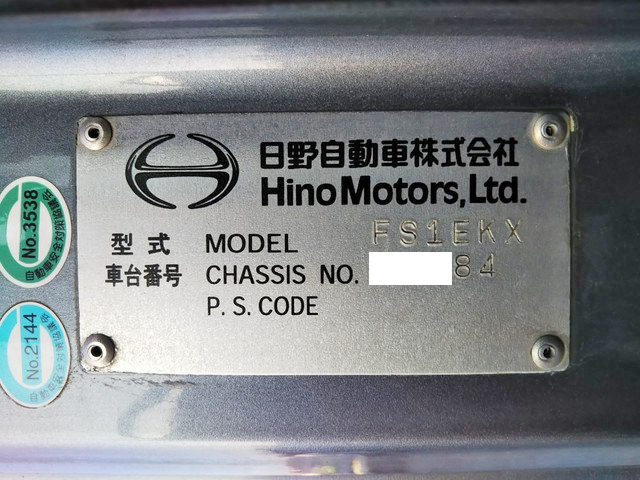 日野自動車株式会社
Hino Motors, Ltd.
型式 MODEL FS1EKX
車台番号 CHASSIS NO. 84
P.S.CODE
No.3538
No.2144